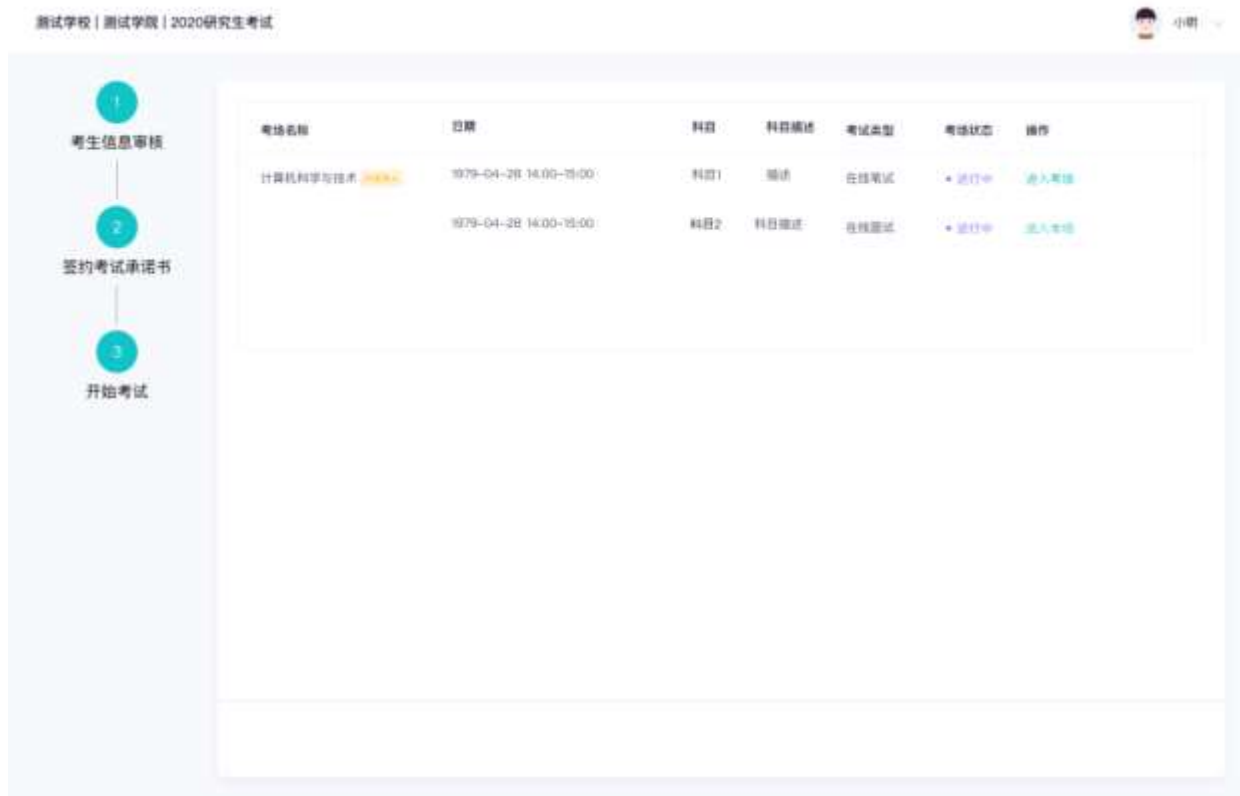 测试学校 | 测试学院 | 2020研究生考试
小明
1
考生信息审核
2
签约考试承诺书
3
开始考试
考场名称 日期 科目 科目描述 考试类型 考场状态 操作
计算机科学与技术 1979-04-28 14:00-15:00 科目1 描述 在线笔试 进行中 进入考场
1979-04-28 14:00-15:00 科目2 科目描述 在线面试 进行中 进入考场